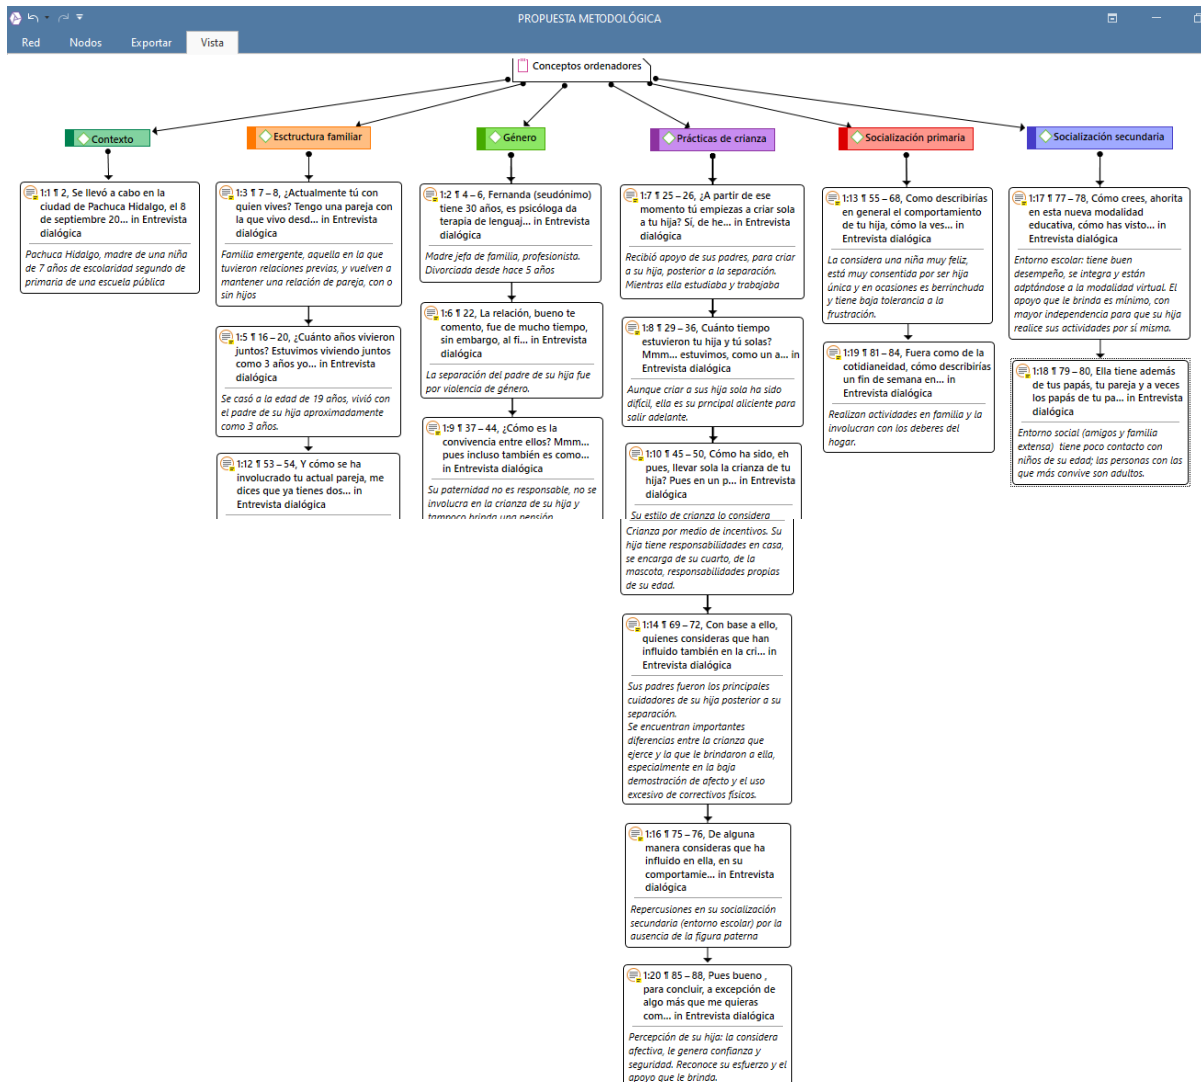 PROPUESTA METODOLÓGICA
Red Nodos Exportar Vista
Conceptos ordenadores
Contexto
1:1 ¶ 2, Se llevó a cabo en la
ciudad de Pachuca Hidalgo, el 8
de septiembre 20... in Entrevista
dialógica
Pachuca Hidalgo, madre de una niña
de 7 años de escolaridad segundo de
primaria de una escuela pública
Esctructura familiar
1:3 ¶ 7 – 8, ¿Actualmente tú con
quien vives? Tengo una pareja con
la que vivo desd... in Entrevista
dialógica
Familia emergente, aquella en la que
tuvieron relaciones previas, y vuelven a
mantener una relación de pareja, con o
sin hijos
1:5 ¶ 16 – 20, ¿Cuánto años vivieron
juntos? Estuvimos viviendo juntos
como 3 años yo... in Entrevista
dialógica
Se casó a la edad de 19 años, vivió con
el padre de su hija aproximadamente
como 3 años.
1:12 ¶ 53 – 54, Y cómo se ha
involucrado tu actual pareja, me
dices que ya tienes dos... in
Entrevista dialógica
Género
1:2 ¶ 4 – 6, Fernanda (seudónimo)
tiene 30 años, es psicóloga da
terapia de lenguaj... in Entrevista
dialógica
Madre jefa de familia, profesionista.
Divorciada desde hace 5 años
1:6 ¶ 22, La relación, bueno te
comento, fue de mucho tiempo,
sin embargo, al fi... in Entrevista
dialógica
La separación del padre de su hija fue
por violencia de género.
1:9 ¶ 37 – 44, ¿Cómo es la
convivencia entre ellos? Mmm...
pues incluso también es como...
in Entrevista dialógica
Su paternidad no es responsable, no se
involucra en la crianza de su hija y
tampoco brinda una pensión
Prácticas de crianza
1:7 ¶ 25 – 26, ¿A partir de ese
momento tú empiezas a criar sola
a tu hija? Sí, de he... in Entrevista
dialógica
Recibió apoyo de sus padres, para criar
a su hija, posterior a la separación.
Mientras ella estudiaba y trabajaba
1:8 ¶ 29 – 36, Cuánto tiempo
estuvieron tu hija y tú solas?
Mmm... estuvimos, como un a... in
Entrevista dialógica
Aunque criar a sus hija sola ha sido
difícil, ella es su prncipal aliciente para
salir adelante.
1:10 ¶ 45 – 50, Cómo ha sido, eh
pues, llevar sola la crianza de tu
hija? Pues en un p... in Entrevista
dialógica
Su estilo de crianza lo considera
Crianza por medio de incentivos. Su
hija tiene responsabilidades en casa,
se encarga de su cuarto, de la
mascota, responsabilidades propias
de su edad.
1:14 ¶ 69 – 72, Con base a ello,
quienes consideras que han
influido también en la cri... in
Entrevista dialógica
Sus padres fueron los principales
cuidadores de su hija posterior a su
separación.
Se encuentran importantes
diferencias entre la crianza que
ejerce y la que le brindaron a ella,
especialmente en la baja
demostración de afecto y el uso
excesivo de correctivos físicos.
1:16 ¶ 75 – 76, De alguna
manera consideras que ha
influido en ella, en su
comportamie... in Entrevista
dialógica
Repercusiones en su socialización
secundaria (entorno escolar) por la
ausencia de la figura paterna
1:20 ¶ 85 – 88, Pues bueno ,
para concluir, a excepción de
algo más que me quieras
com... in Entrevista dialógica
Percepción de su hija: la considera
afectiva, le genera confianza y
seguridad. Reconoce su esfuerzo y el
apoyo que le brinda.
Socialización primaria
1:13 ¶ 55 – 68, Como describirías
en general el comportamiento
de tu hija, cómo la ves... in
Entrevista dialógica
La considera una niña muy feliz,
está muy consentida por ser hija
única y en ocasiones es berrinchuda
y tiene baja tolerancia a la
frustración.
1:19 ¶ 81 – 84, Fuera como de la
cotidianeidad, cómo describirías
un fin de semana en... in
Entrevista dialógica
Realizan actividades en familia y la
involucran con los deberes del
hogar.
Socialización secundaria
1:17 ¶ 77 – 78, Cómo crees, ahorita
en esta nueva modalidad
educativa, cómo has visto... in
Entrevista dialógica
Entorno escolar: tiene buen
desempeño, se integra y están
adptándose a la modalidad virtual. El
apoyo que le brinda es mínimo, con
mayor independencia para que su hija
realice sus actividades por sí misma.
1:18 ¶ 79 – 80, Ella tiene además
de tus papás, tu pareja y a veces
los papás de tu pa... in Entrevista
dialógica
Entorno social (amigos y familia
extensa) tiene poco contacto con
niños de su edad; las personas con las
que más convive son adultos.